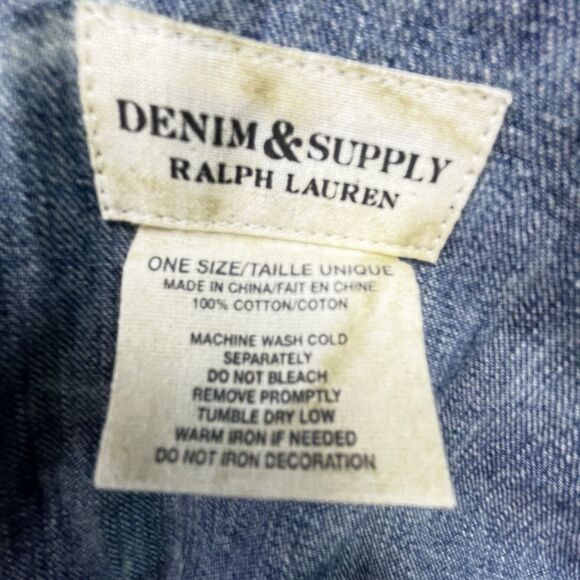 DENIM & SUPPLY
RALPH LAUREN
ONE SIZE/TAILLE UNIQUE
MADE IN CHINA/FAIT EN CHINE
100% COTTON/COTON
MACHINE WASH COLD
SEPARATELY
DO NOT BLEACH
REMOVE PROMPTLY
TUMBLE DRY LOW
WARM IRON IF NEEDED
DO NOT IRON DECORATION